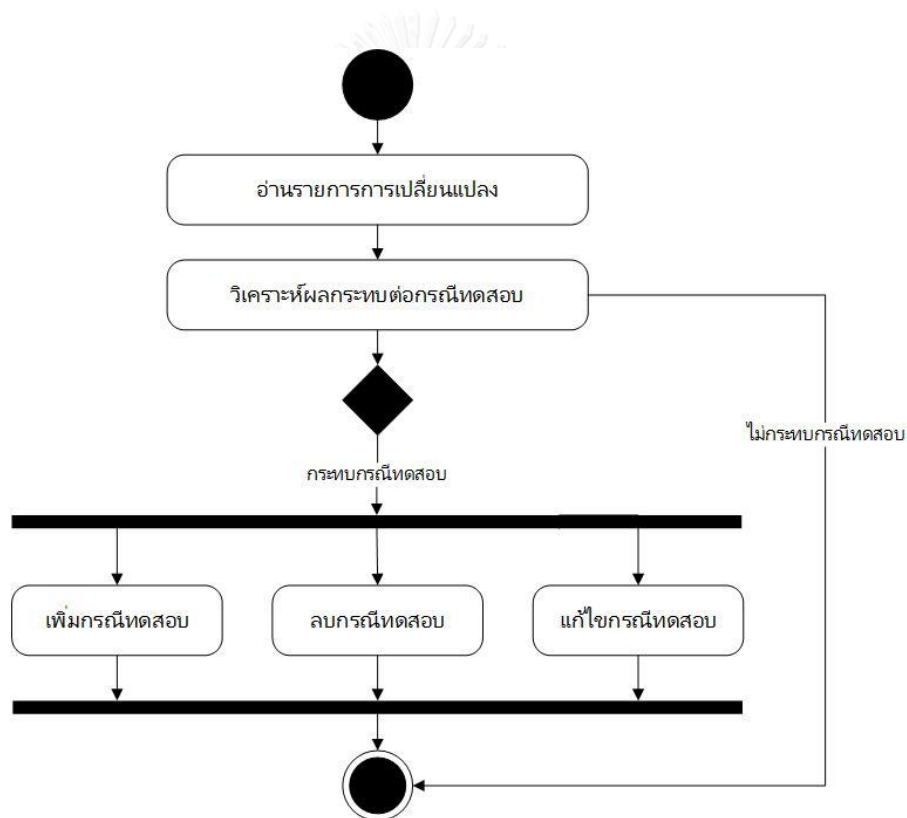 อ่านรายการการเปลี่ยนแปลง
วิเคราะห์ผลกระทบต่อกรณีทดสอบ
ไม่กระทบกรณีทดสอบ
กระทบกรณีทดสอบ
เพิ่มกรณีทดสอบ
ลบกรณีทดสอบ
แก้ไขกรณีทดสอบ